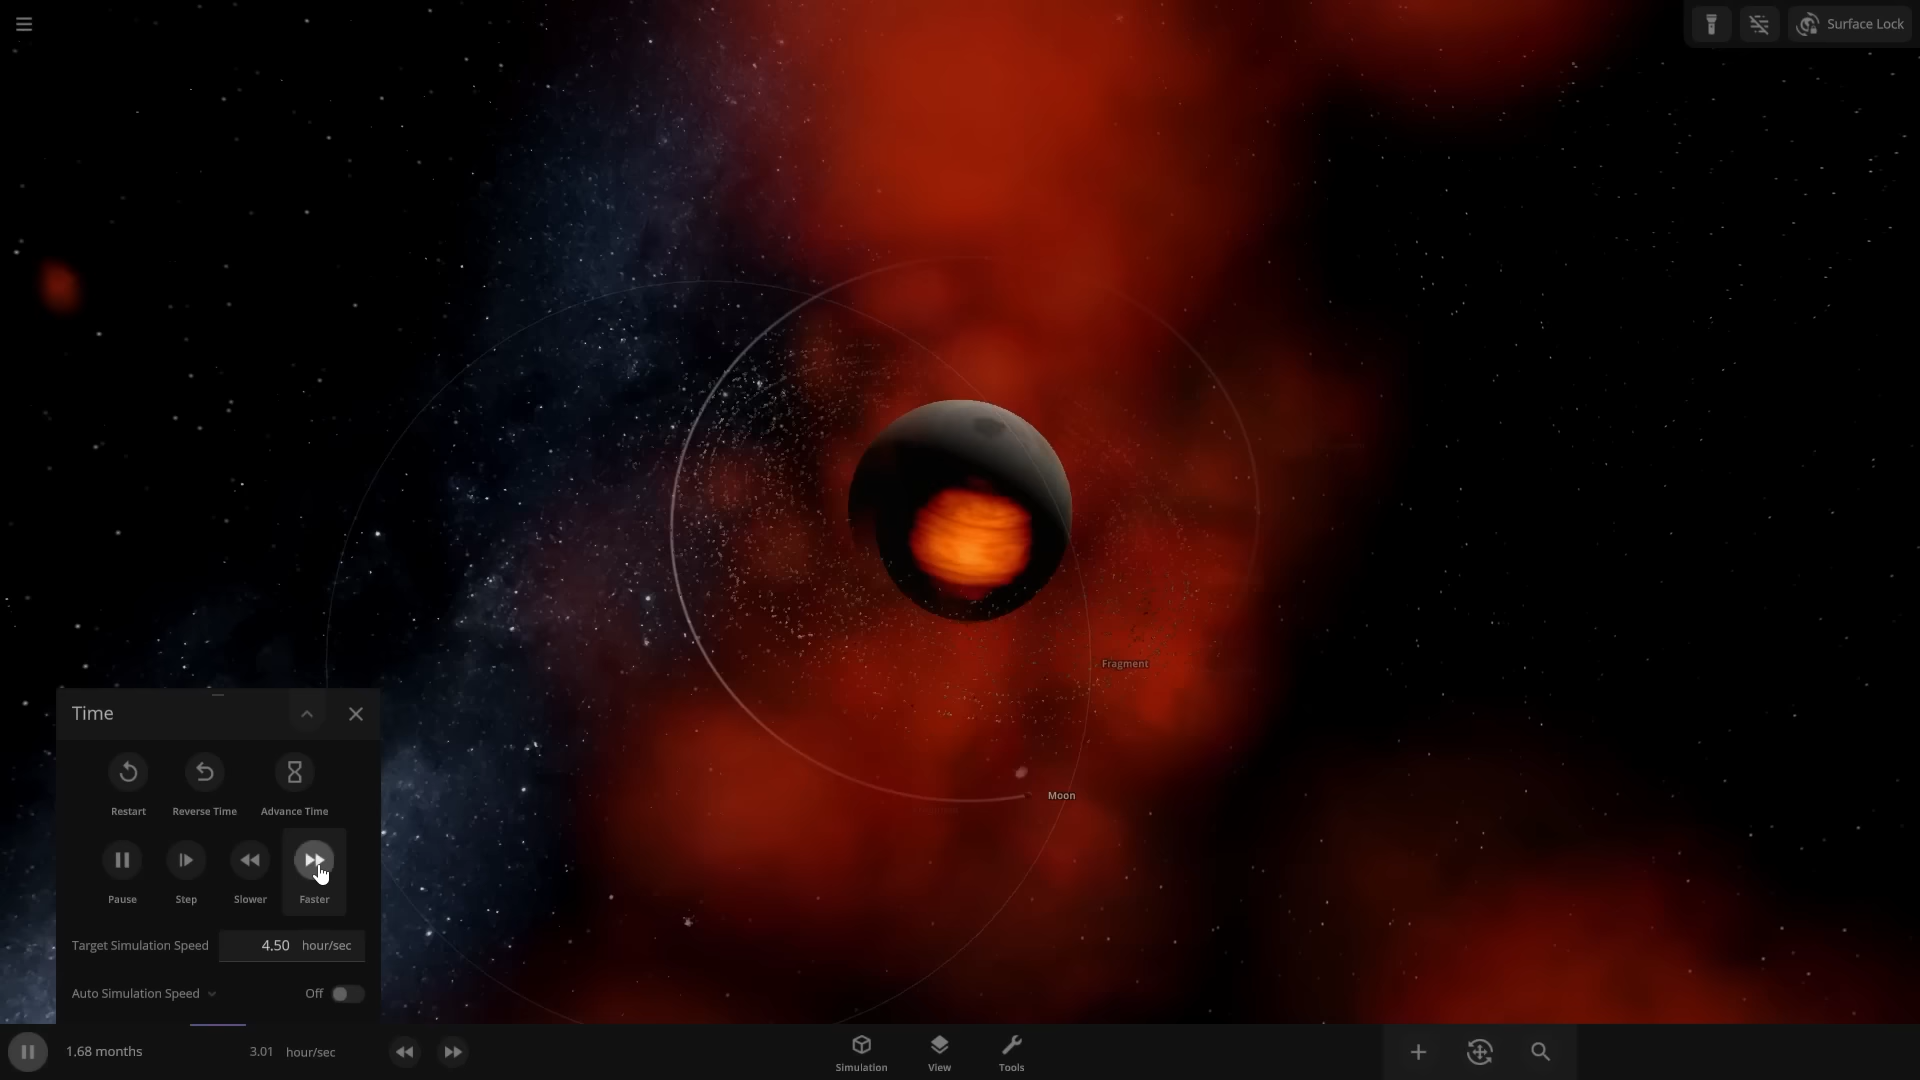 Surface Lock
Fragment
Moon
Time
Restart
Reverse Time
Advance Time
Pause
Step
Slower
Faster
Target Simulation Speed 4.50 hour/sec
Auto Simulation Speed Off
1.68 months 3.01 hour/sec
Simulation
View
Tools